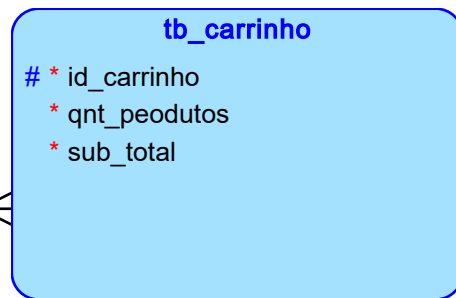 tb_carrinho
# * id_carrinho
* qnt_peodutos
* sub_total